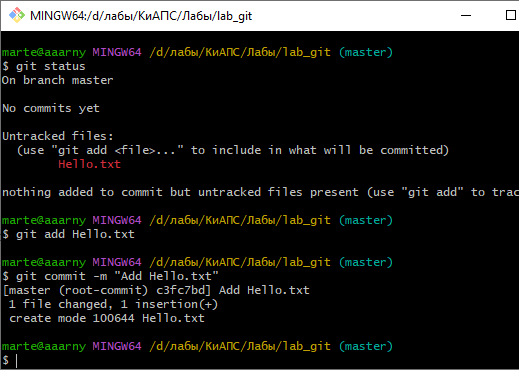 MINGW64:/d/лабы/КиАПС/Лабы/lab_git
marte@aaarny MINGW64 /d/лабы/КиАПС/Лабы/lab_git (master)
$ git status
On branch master
No commits yet
Untracked files:
(use "git add <file>..." to include in what will be committed)
Hello.txt
nothing added to commit but untracked files present (use "git add" to trac
marte@aaarny MINGW64 /d/лабы/КиАПС/Лабы/lab_git (master)
$ git add Hello.txt
marte@aaarny MINGW64 /d/лабы/КиАПС/Лабы/lab_git (master)
$ git commit -m "Add Hello.txt"
[master (root-commit) c3fc7bd] Add Hello.txt
1 file changed, 1 insertion(+)
create mode 100644 Hello.txt
marte@aaarny MINGW64 /d/лабы/КиАПС/Лабы/lab_git (master)
$